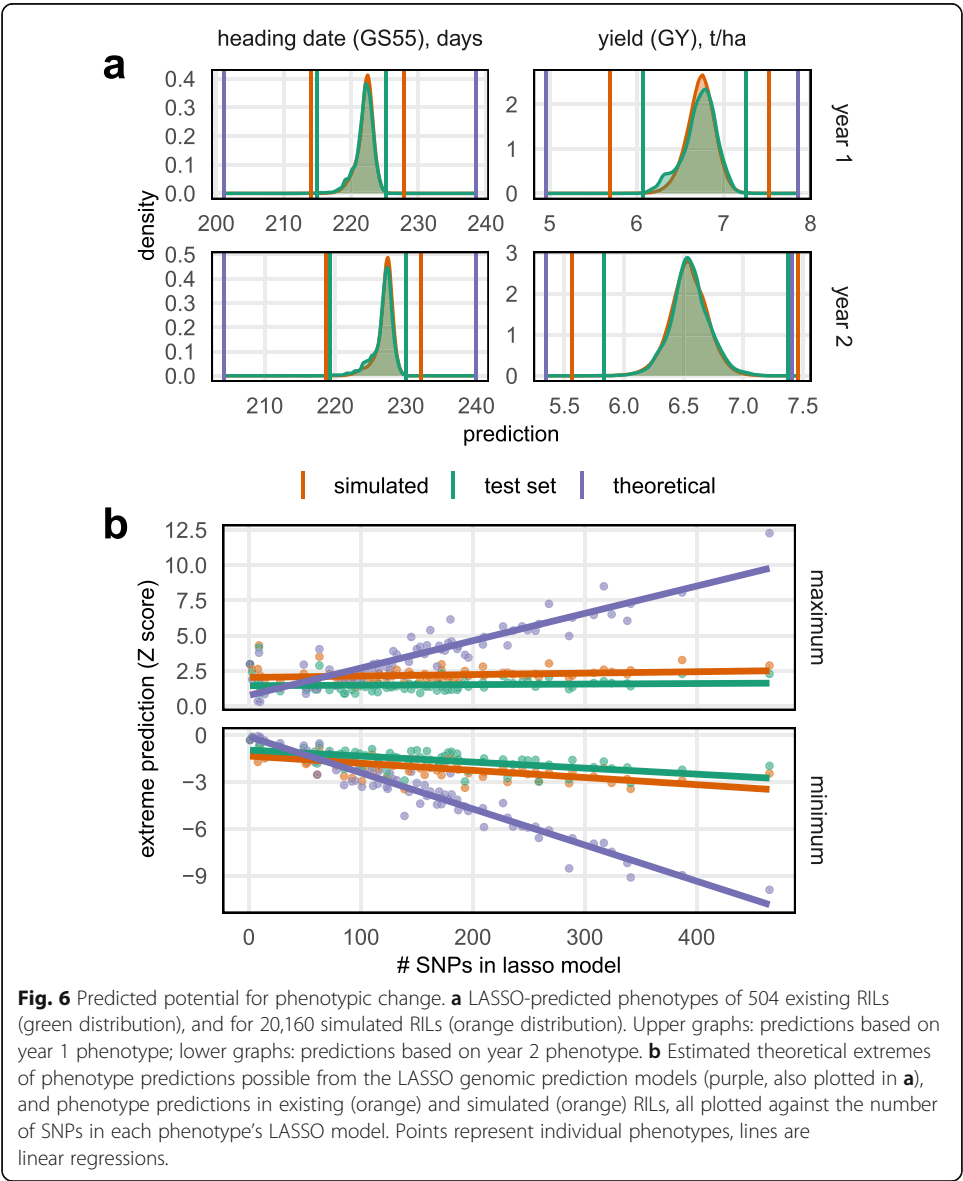 heading date (GS55), days
yield (GY), t/ha
a
0.4
0.3
0.2
0.1
0.0
200 210 220 230 240
2
1
0
5 6 7 8
year 1
density
0.5
0.4
0.3
0.2
0.1
0.0
210 220 230 240
3
2
1
0
5.5 6.0 6.5 7.0 7.5
year 2
prediction
simulated test set theoretical
b
extreme prediction (Z score)
12.5
10.0
7.5
5.0
2.5
0.0
maximum
0
−3
−6
−9
minimum
0 100 200 300 400
# SNPs in lasso model
Fig. 6 Predicted potential for phenotypic change. a LASSO-predicted phenotypes of 504 existing RILs
(green distribution), and for 20,160 simulated RILs (orange distribution). Upper graphs: predictions based on
year 1 phenotype; lower graphs: predictions based on year 2 phenotype. b Estimated theoretical extremes
of phenotype predictions possible from the LASSO genomic prediction models (purple, also plotted in a),
and phenotype predictions in existing (orange) and simulated (orange) RILs, all plotted against the number
of SNPs in each phenotype's LASSO model. Points represent individual phenotypes, lines are
linear regressions.